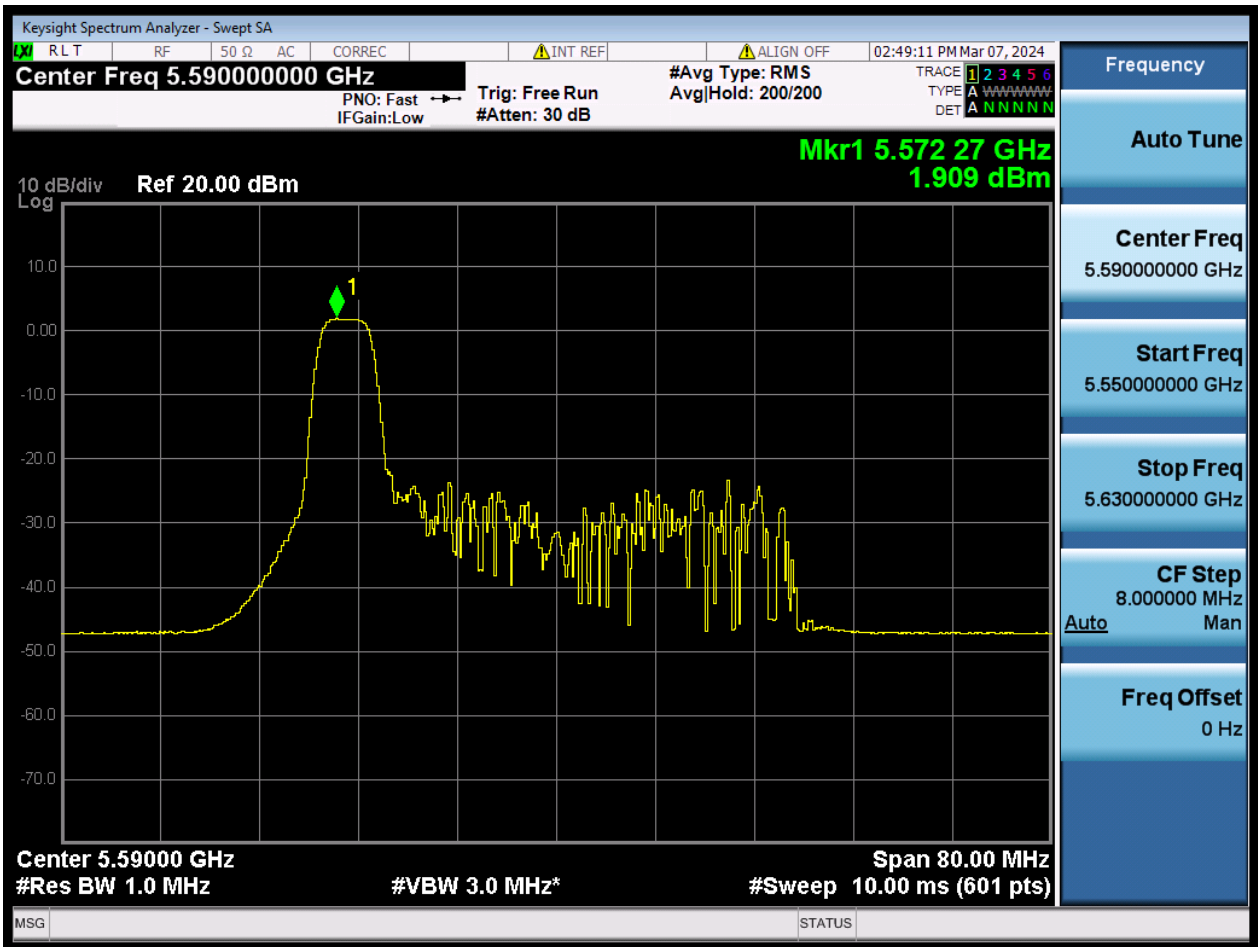 Keysight Spectrum Analyzer - Swept SA
LXI RLT RF 50 Ω AC CORREC INT REF ALIGN OFF 02:49:11 PM Mar 07, 2024
Center Freq 5.590000000 GHz
PNO: Fast
IFGain:Low
Trig: Free Run
#Atten: 30 dB
#Avg Type: RMS
Avg|Hold: 200/200
TRACE 1 2 3 4 5 6
TYPE A WWWWW
DET A N N N N N
Mkr1 5.572 27 GHz
1.909 dBm
10 dB/div Ref 20.00 dBm
Log
1
10.0
0.00
-10.0
-20.0
-30.0
-40.0
-50.0
-60.0
-70.0
Center 5.59000 GHz Span 80.00 MHz
#Res BW 1.0 MHz #VBW 3.0 MHz* #Sweep 10.00 ms (601 pts)
MSG STATUS
Frequency
Auto Tune
Center Freq
5.590000000 GHz
Start Freq
5.550000000 GHz
Stop Freq
5.630000000 GHz
CF Step
8.000000 MHz
Auto Man
Freq Offset
0 Hz